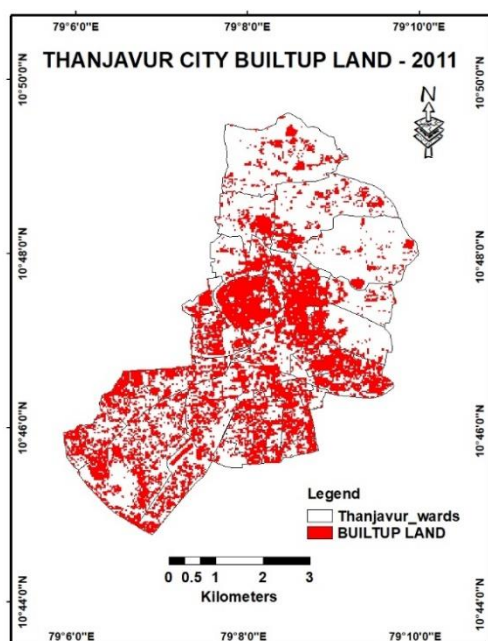 79°6'0"E 79°8'0"E 79°10'0"E
THANJAVUR CITY BUILTUP LAND - 2011
N
10°50'0"N 10°50'0"N
10°48'0"N 10°48'0"N
10°46'0"N 10°46'0"N
10°44'0"N 10°44'0"N
Legend
Thanjavur_wards
BUILTUP LAND
0 0.5 1 2 3
Kilometers
79°6'0"E 79°8'0"E 79°10'0"E